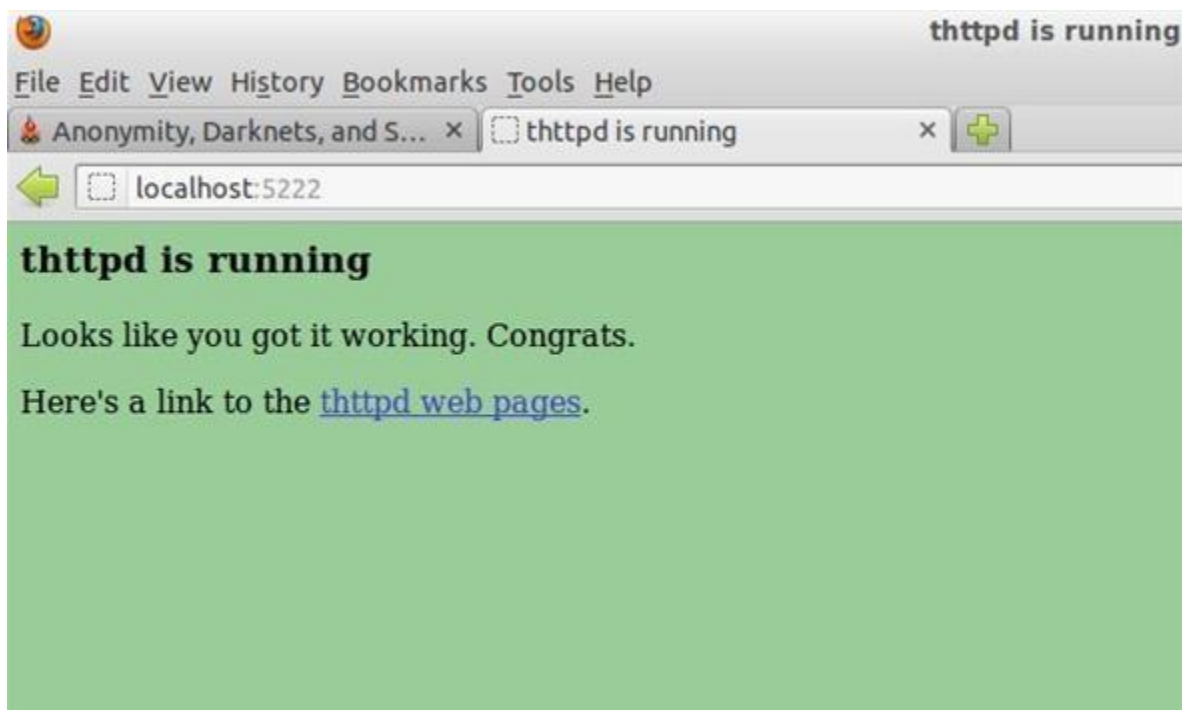 thttpd is running
File Edit View History Bookmarks Tools Help
Anonymity, Darknets, and S... thttpd is running
localhost:5222
thttpd is running
Looks like you got it working. Congrats.
Here's a link to the thttpd web pages.